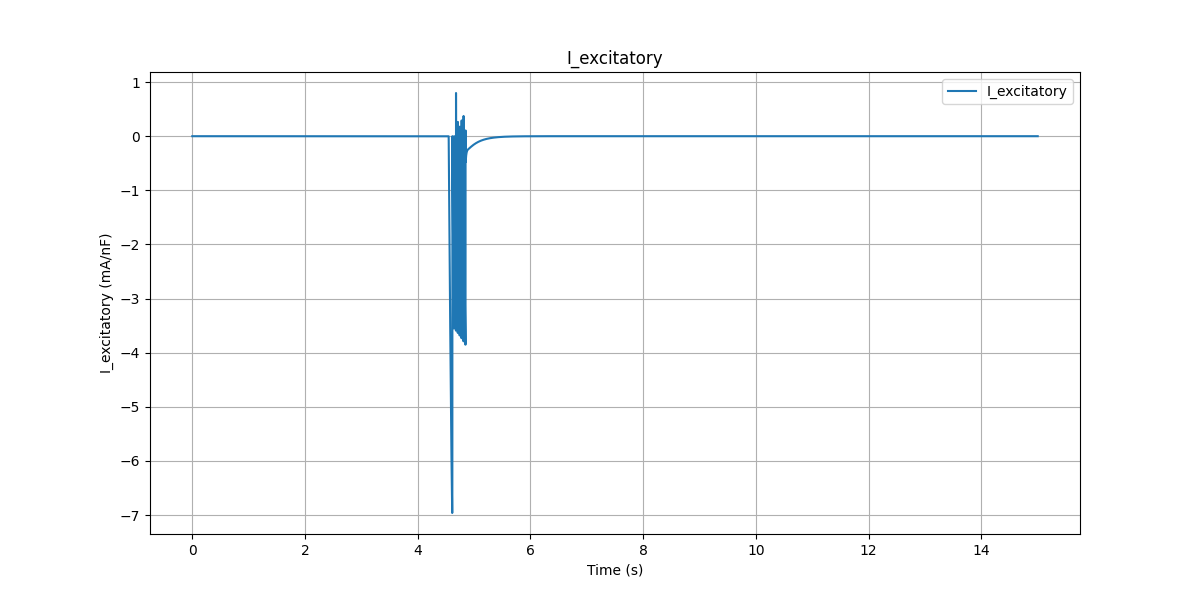 I_excitatory
I_excitatory
I_excitatory (mA/nF)
1
0
−1
−2
−3
−4
−5
−6
−7
0 2 4 6 8 10 12 14
Time (s)